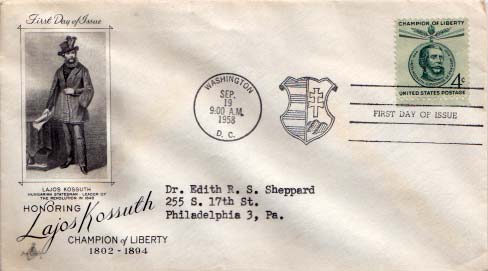 First Day of Issue
LAJOS KOSSUTH
HUNGARIAN STATESMAN - LEADER OF
THE REVOLUTION IN 1848
HONORING
Lajos Kossuth
CHAMPION of LIBERTY
1802 - 1894
WASHINGTON
SEP.
19
9:00 A.M.
1958
D. C.
CHAMPION OF LIBERTY
4c
UNITED STATES POSTAGE
FIRST DAY OF ISSUE
Dr. Edith R. S. Sheppard
255 S. 17th St.
Philadelphia 3, Pa.